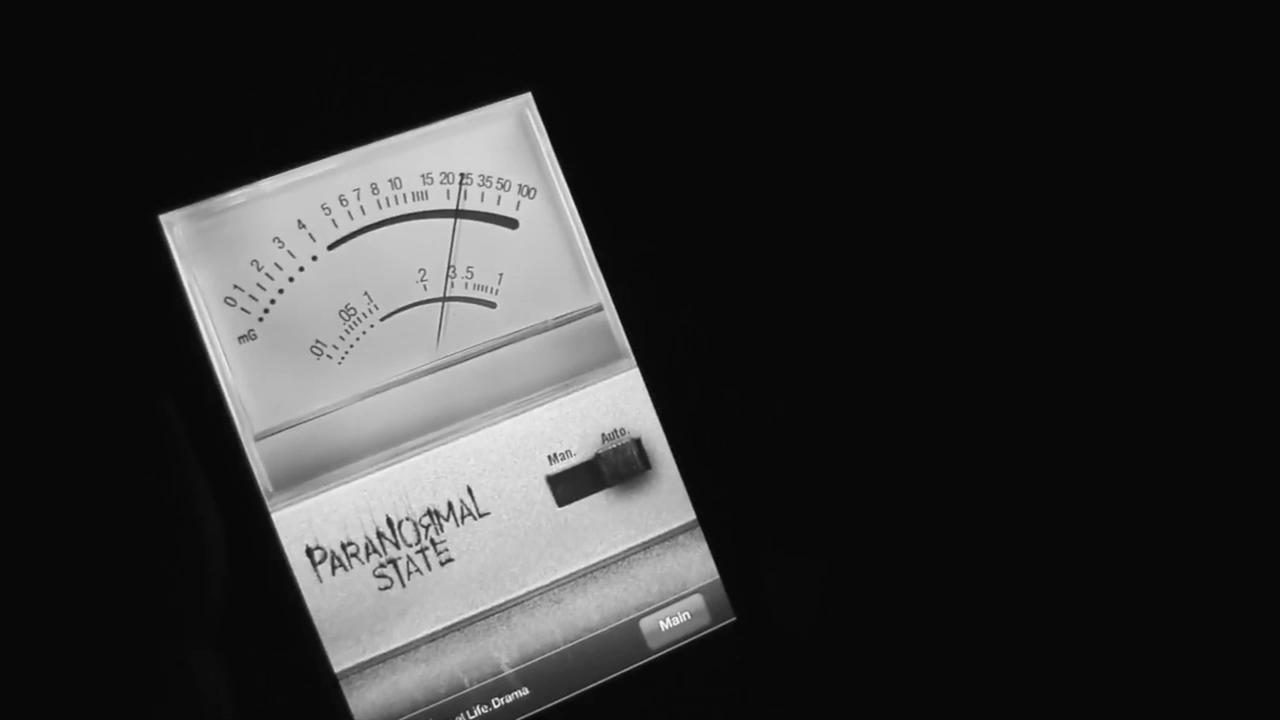 0 1 2 3 4 5 6 7 8 10 15 20 25 35 50 100
mG
.01 .05 .1 .2 .3 .5 1
Man. Auto.
PARANORMAL
STATE
Main
Life. Drama